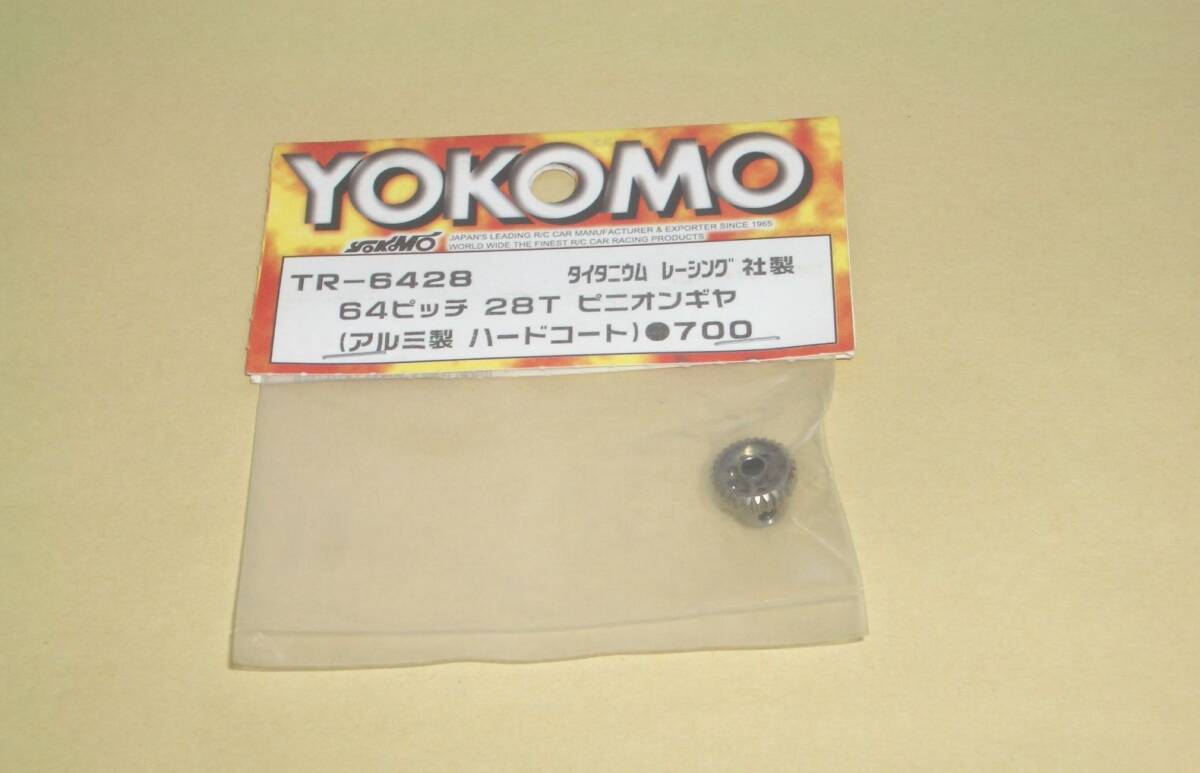 YOKOMO
YOKOMO JAPAN'S LEADING R/C CAR MANUFACTURER & EXPORTER SINCE 1965
WORLD WIDE THE FINEST R/C CAR RACING PRODUCTS
TR-6428 タイタニウム レーシング社製
64ピッチ 28T ピニオンギヤ
(アルミ製 ハードコート)●700